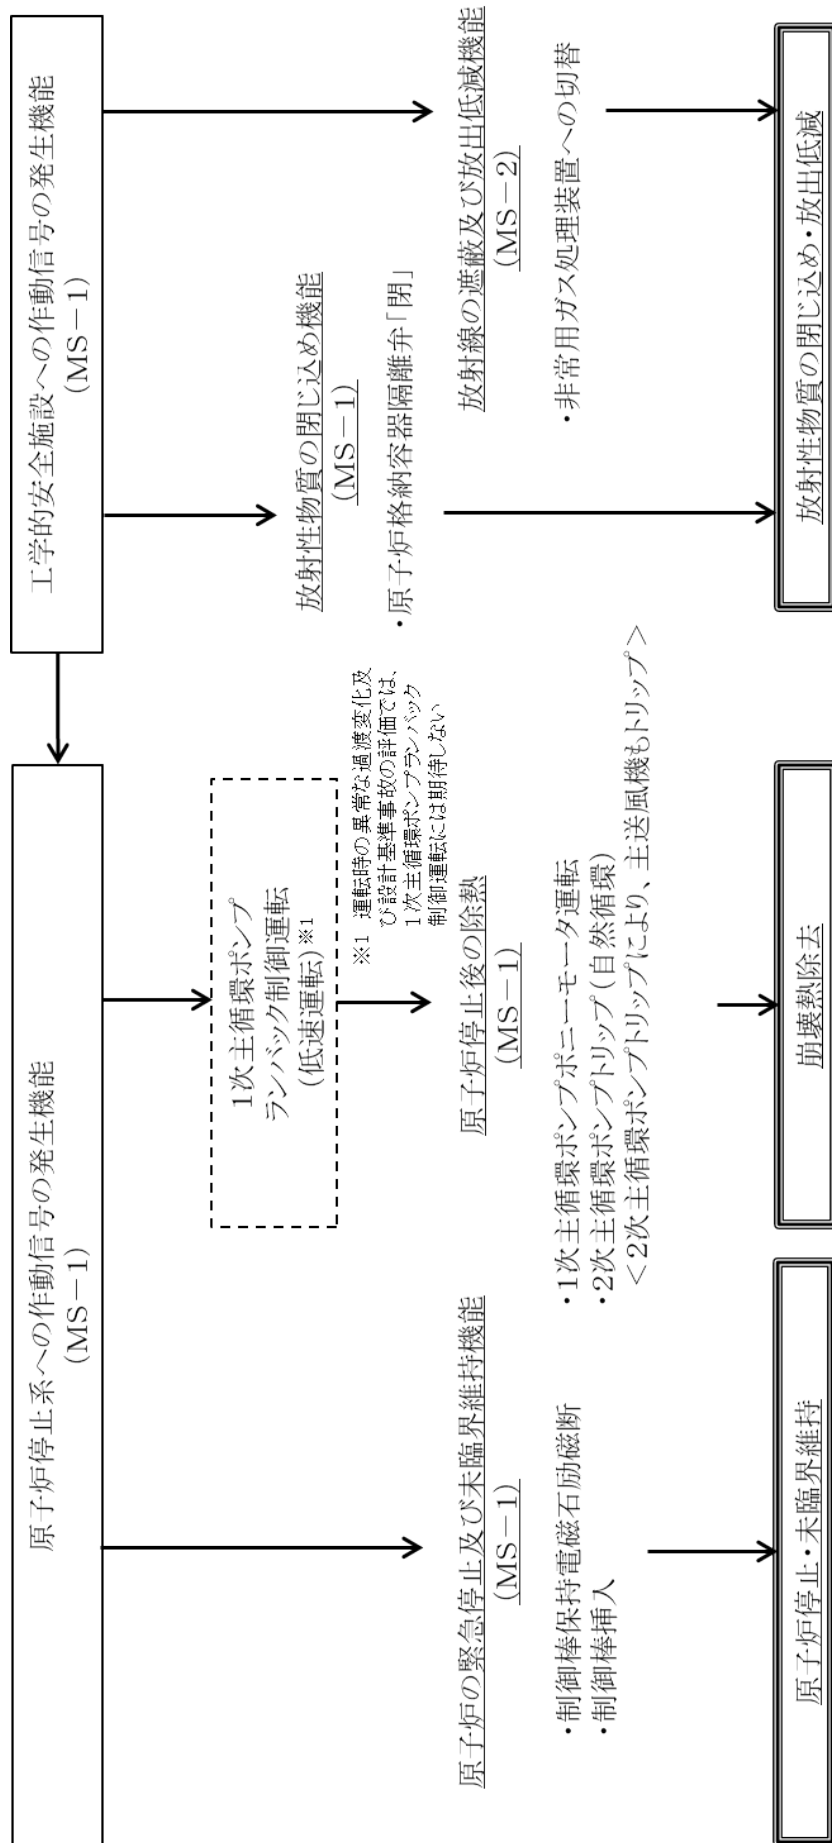 原子炉停止系への作動信号の発生機能
(MS-1)
工学的安全施設への作動信号の発生機能
(MS-1)
1次主循環ポンプ
ランバック制御運転
(低速運転)※1
※1 運転時の異常な過渡変化及
び設計基準事故の評価では、
1次主循環ポンプランバック
制御運転には期待しない
原子炉の緊急停止及び未臨界維持機能
(MS-1)
・制御棒保持電磁石励磁断
・制御棒挿入
原子炉停止後の除熱
(MS-1)
・1次主循環ポンプポニーモータ運転
・2次主循環ポンプトリップ(自然循環)
<2次主循環ポンプトリップにより、主送風機もトリップ>
放射性物質の閉じ込め機能
(MS-1)
・原子炉格納容器隔離弁「閉」
放射線の遮蔽及び放出低減機能
(MS-2)
・非常用ガス処理装置への切替
原子炉停止・未臨界維持
崩壊熱除去
放射性物質の閉じ込め・放出低減